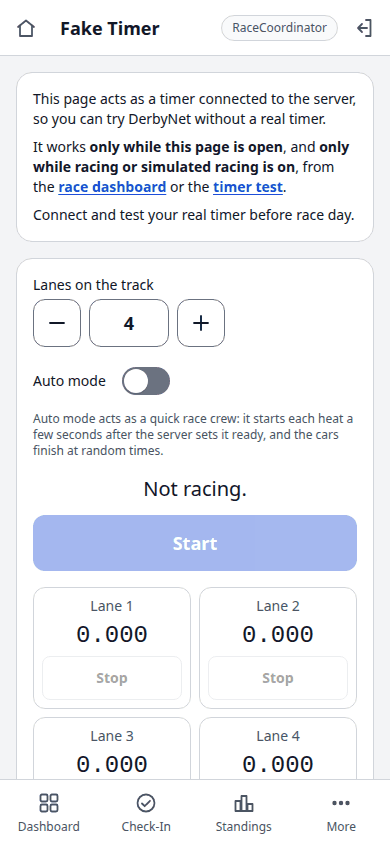 Fake Timer
RaceCoordinator
This page acts as a timer connected to the server,
so you can try DerbyNet without a real timer.
It works only while this page is open, and only
while racing or simulated racing is on, from
the race dashboard or the timer test.
Connect and test your real timer before race day.
Lanes on the track
4
Auto mode
Auto mode acts as a quick race crew: it starts each heat a
few seconds after the server sets it ready, and the cars
finish at random times.
Not racing.
Start
Lane 1
0.000
Stop
Lane 2
0.000
Stop
Lane 3
0.000
Lane 4
0.000
Dashboard
Check-In
Standings
More